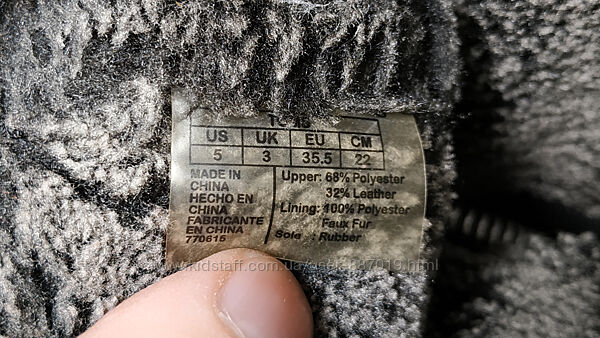 US UK EU CM
5 3 35.5 22
MADE IN
CHINA
HECHO EN
CHINA
FABRICANTE
EN CHINA
770615
Upper: 68% Polyester
32% Leather
Lining: 100% Polyester
Faux Fur
Sole : Rubber